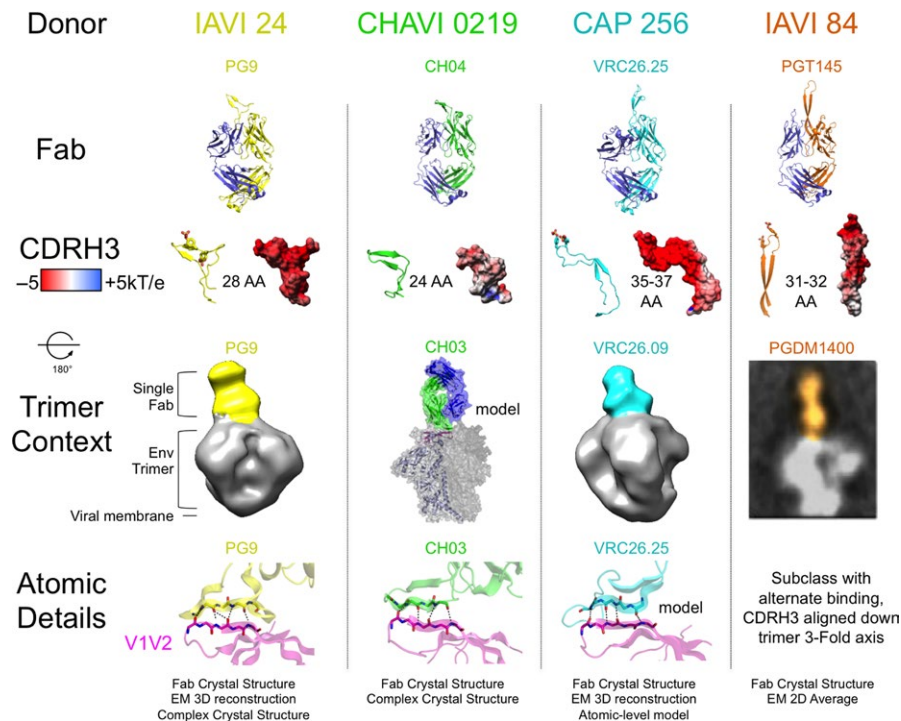 Donor IAVI 24 CHAVI 0219 CAP 256 IAVI 84
PG9 CH04 VRC26.25 PGT145
Fab
CDRH3
–5 +5kT/e
28 AA 24 AA 35-37 AA 31-32 AA
180°
PG9 CH03 VRC26.09 PGDM1400
Trimer Context
Single Fab
model
Env Trimer
Viral membrane
PG9 CH03 VRC26.25
Atomic Details
V1V2
model
Subclass with
alternate binding,
CDRH3 aligned down
trimer 3-Fold axis
Fab Crystal Structure
EM 3D reconstruction
Complex Crystal Structure
Fab Crystal Structure
Complex Crystal Structure
Fab Crystal Structure
EM 3D reconstruction
Atomic-level model
Fab Crystal Structure
EM 2D Average